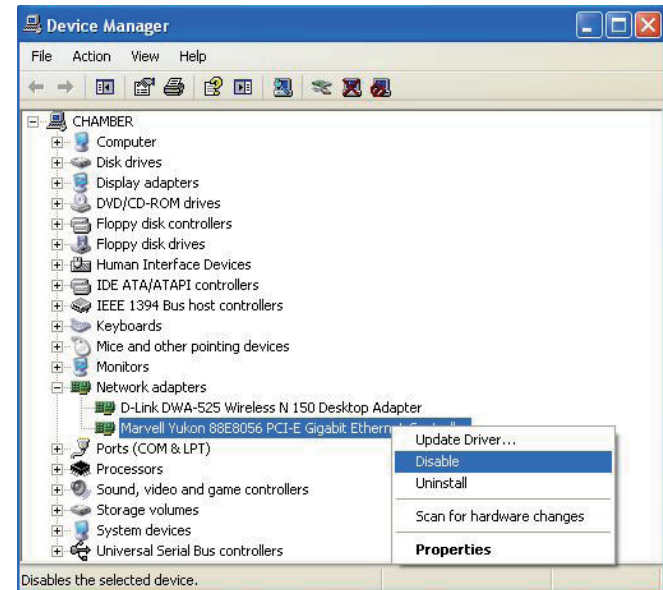 Device Manager
File Action View Help
CHAMBER
Computer
Disk drives
Display adapters
DVD/CD-ROM drives
Floppy disk controllers
Floppy disk drives
Human Interface Devices
IDE ATA/ATAPI controllers
IEEE 1394 Bus host controllers
Keyboards
Mice and other pointing devices
Monitors
Network adapters
D-Link DWA-525 Wireless N 150 Desktop Adapter
Marvell Yukon 88E8056 PCI-E Gigabit Ethernet
Ports (COM & LPT)
Processors
Sound, video and game controllers
Storage volumes
System devices
Universal Serial Bus controllers
Update Driver...
Disable
Uninstall
Scan for hardware changes
Properties
Disables the selected device.